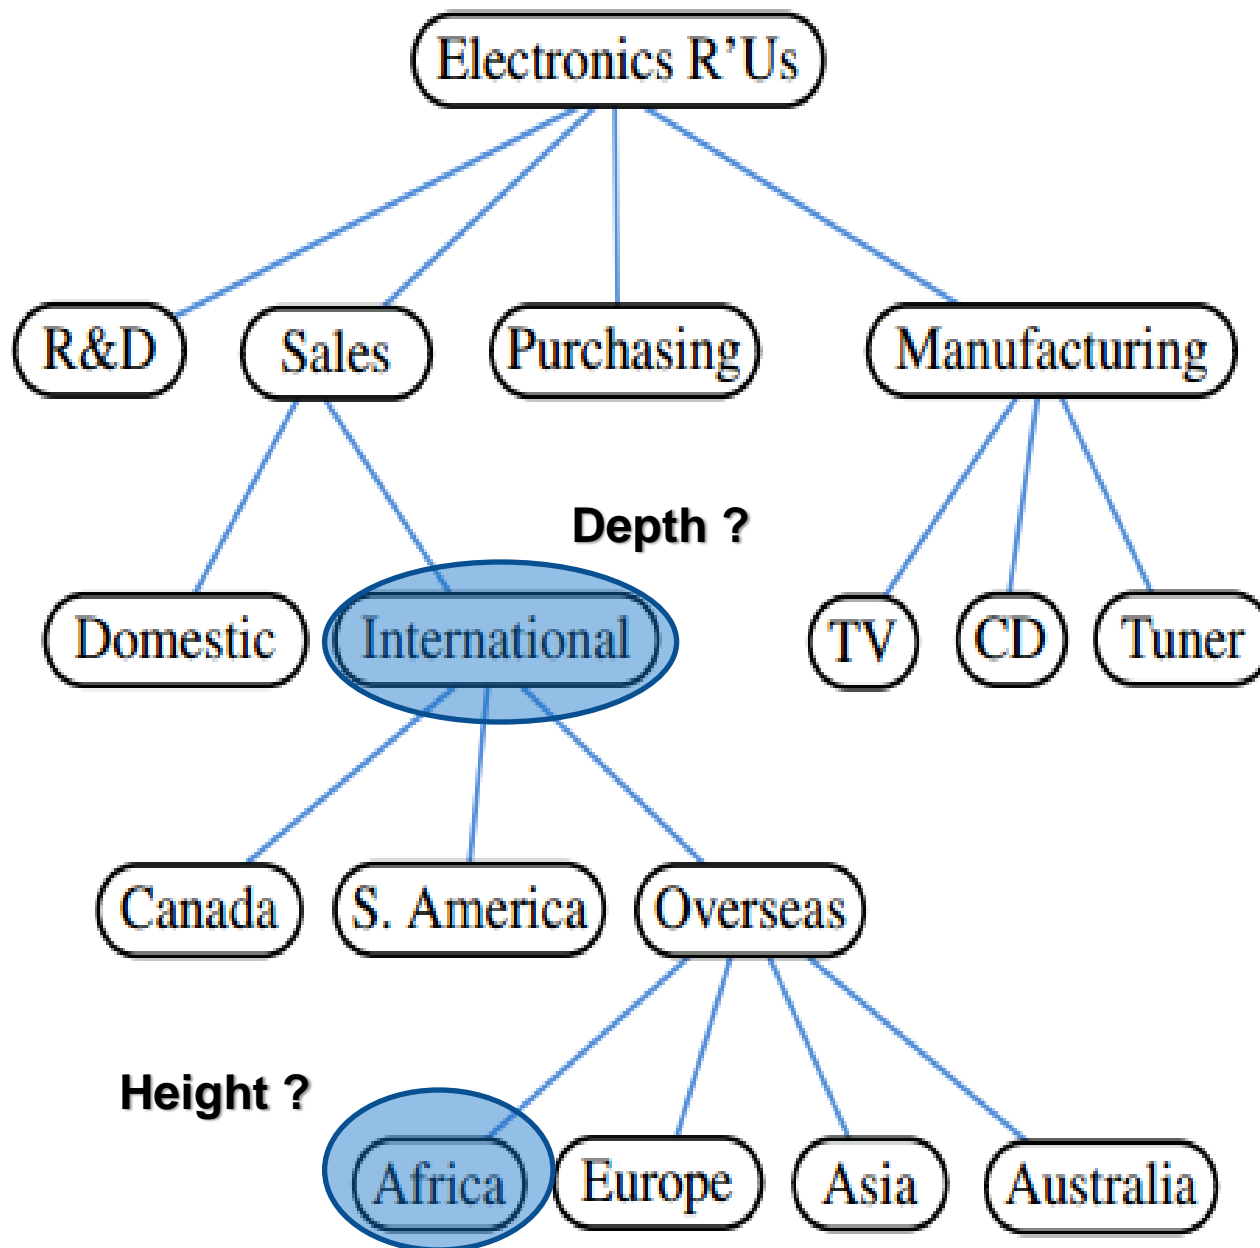 Electronics R'Us
R&D
Sales
Purchasing
Manufacturing
Depth ?
Domestic
International
TV
CD
Tuner
Canada
S. America
Overseas
Height ?
Africa
Europe
Asia
Australia